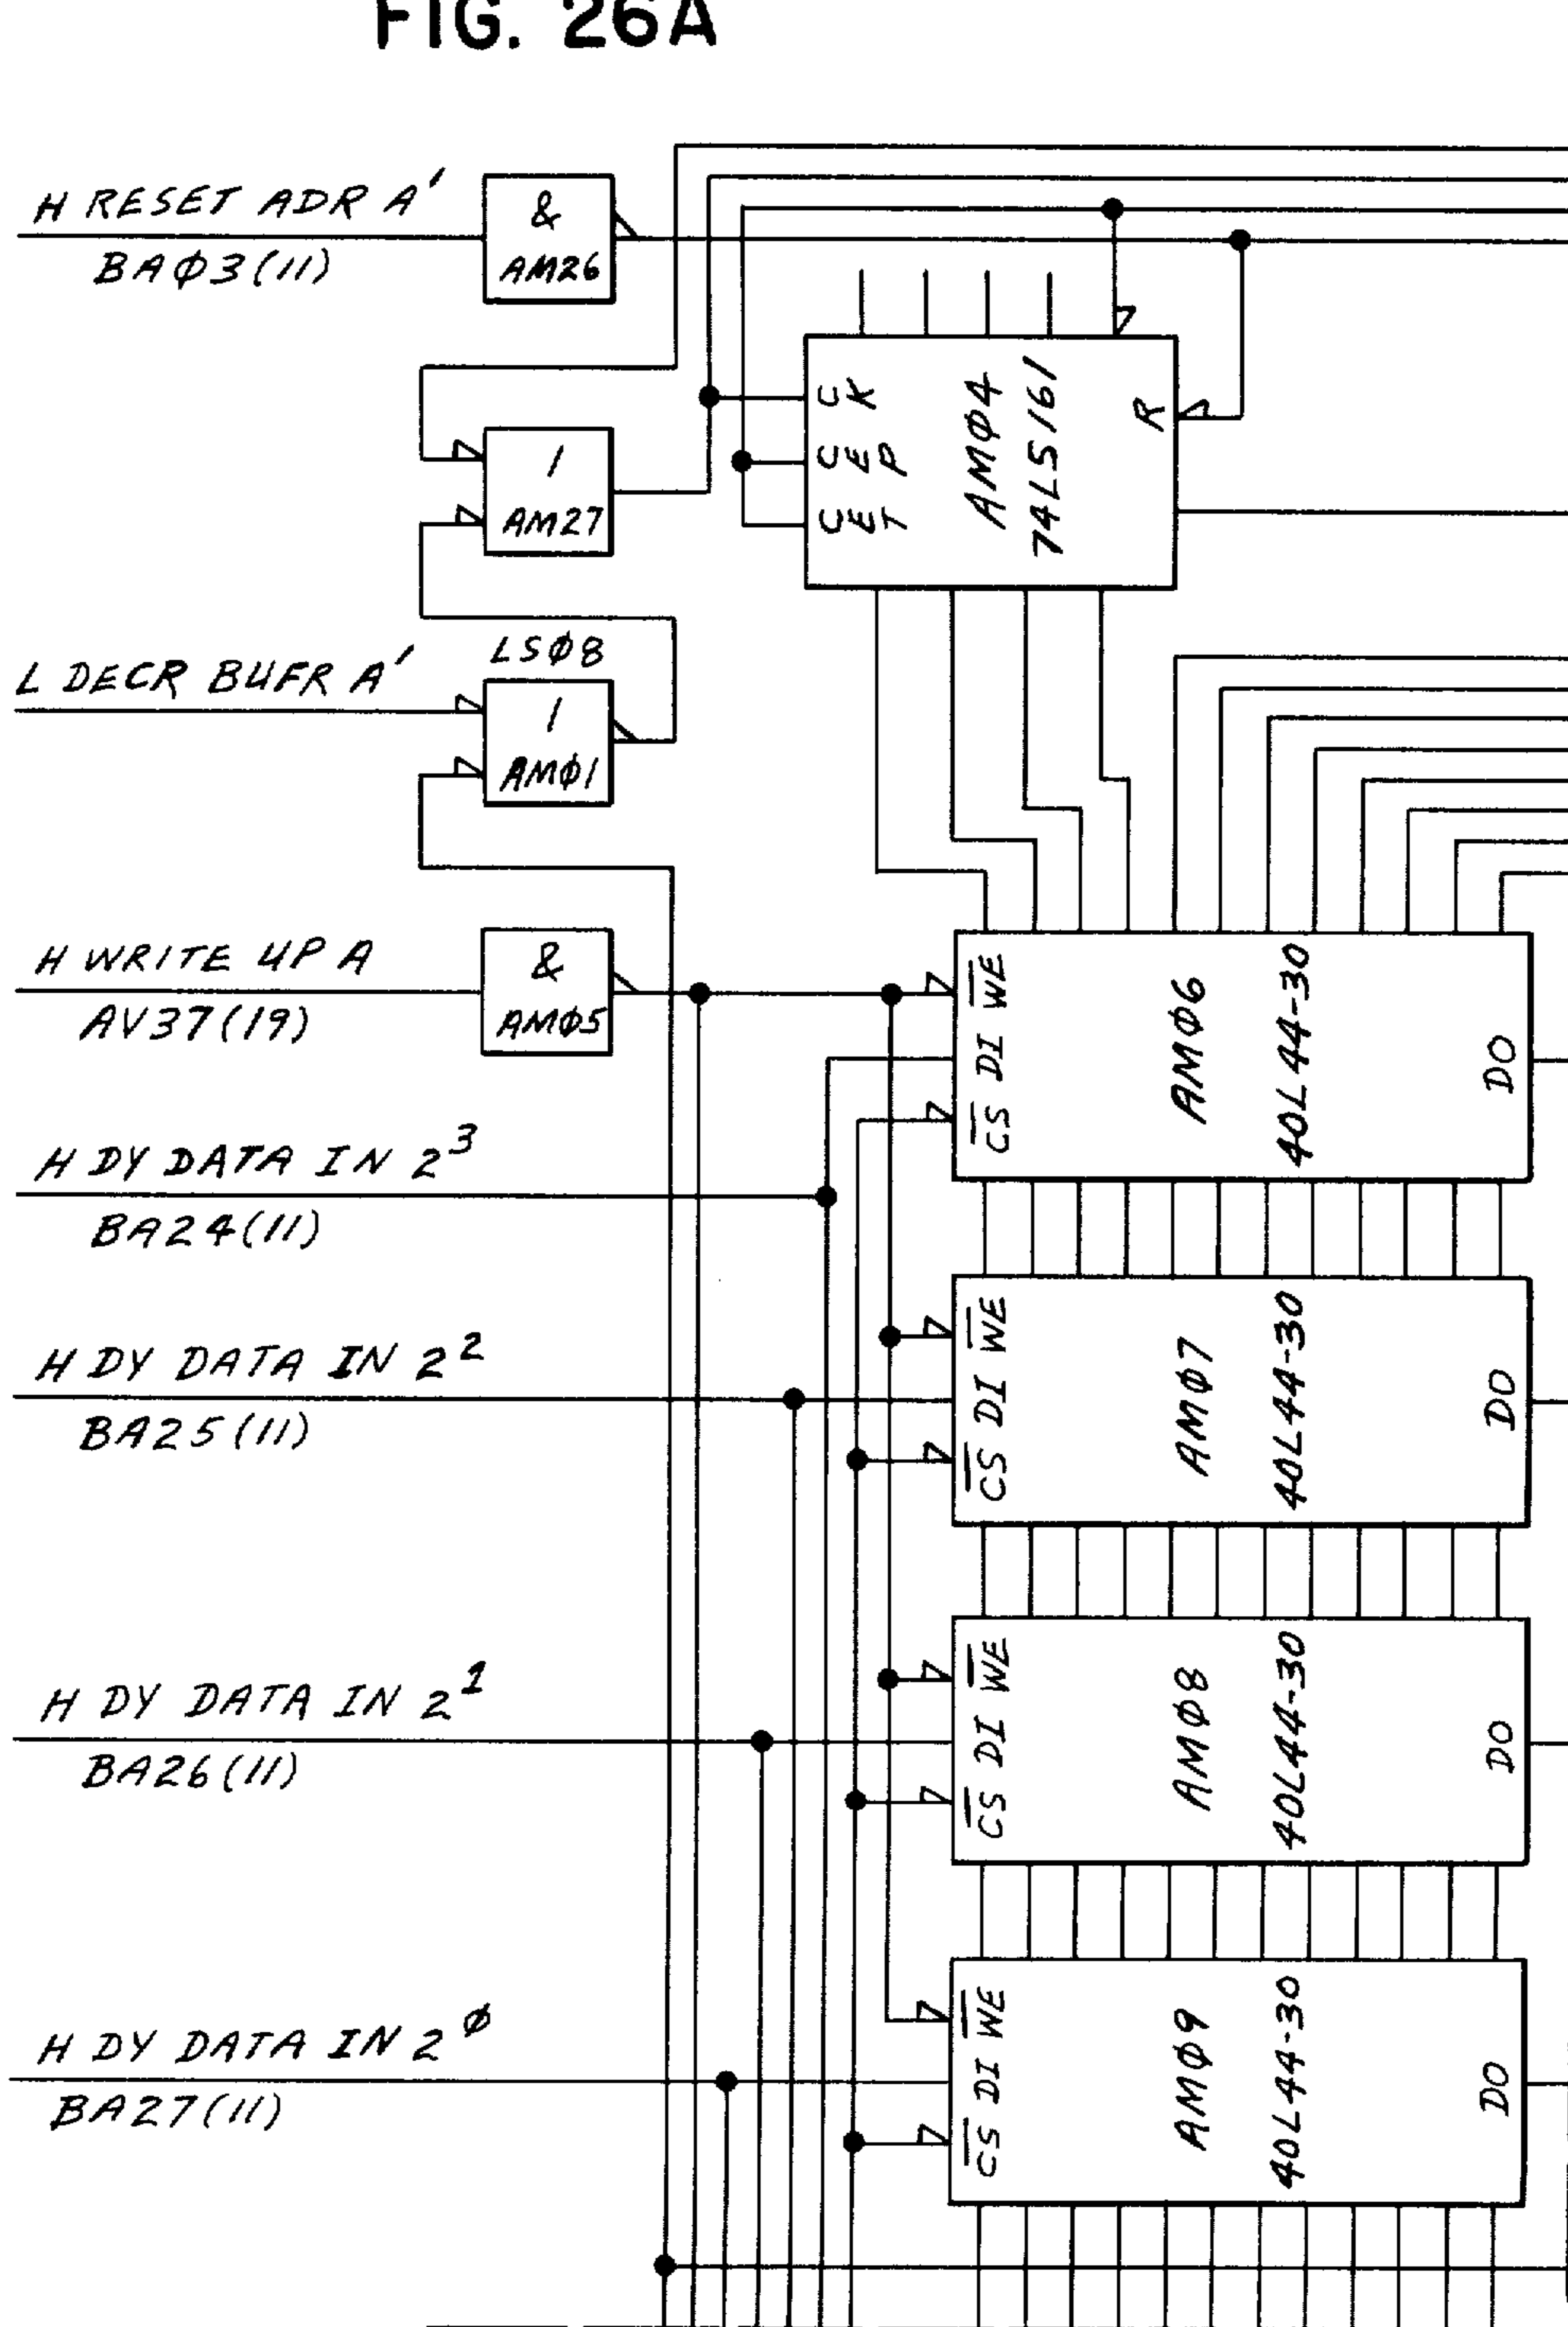 FIG. 26A
H RESET ADR A'
BAφ3(11)
&
AM26
CK
CEP
CET
AMφ4
74LS161
R
1
AM27
LSφ8
L DECR BUFR A'
1
AMφ1
H WRITE UP A
AV37(19)
&
AMφ5
WE
DI
CS
AMφ6
40L44-30
DO
H DY DATA IN 2³
BA24(11)
H DY DATA IN 2²
BA25(11)
WE
DI
CS
AMφ7
40L44-30
DO
H DY DATA IN 2¹
BA26(11)
WE
DI
CS
AMφ8
40L44-30
DO
H DY DATA IN 2^φ
BA27(11)
WE
DI
CS
AMφ9
40L44-30
DO